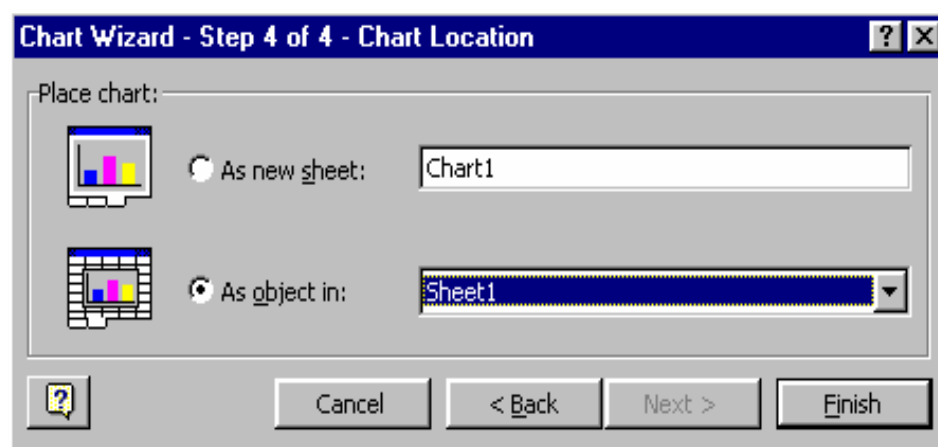 Chart Wizard - Step 4 of 4 - Chart Location ?
Place chart:
As new sheet: Chart1
As object in: Sheet1
? Cancel < Back Next > Finish